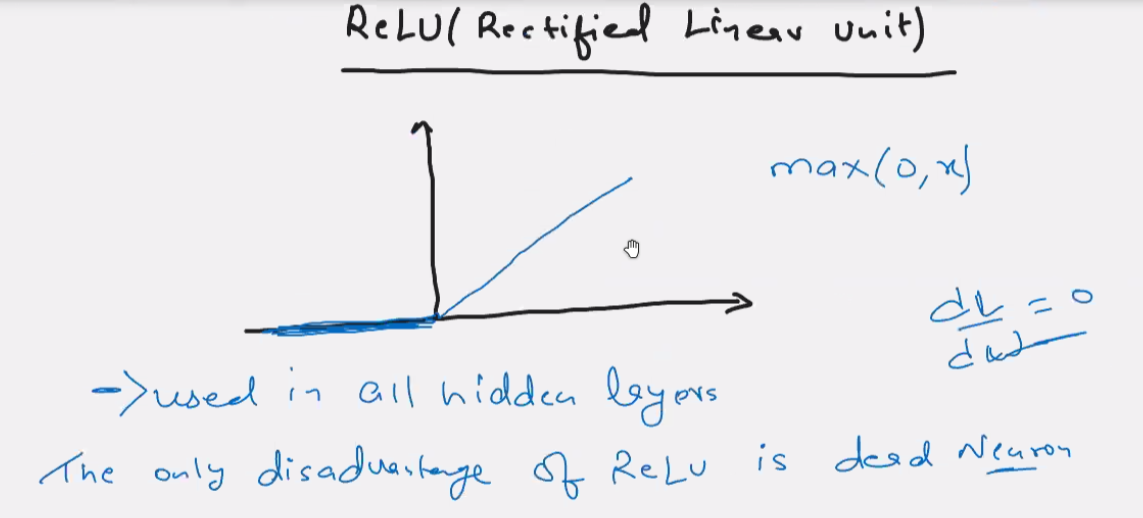 ReLU( Rectified Linear Unit)
max(0,x)
dL = 0
dw
->used in all hidden layers
The only disadvantage of ReLU is dead Neuron